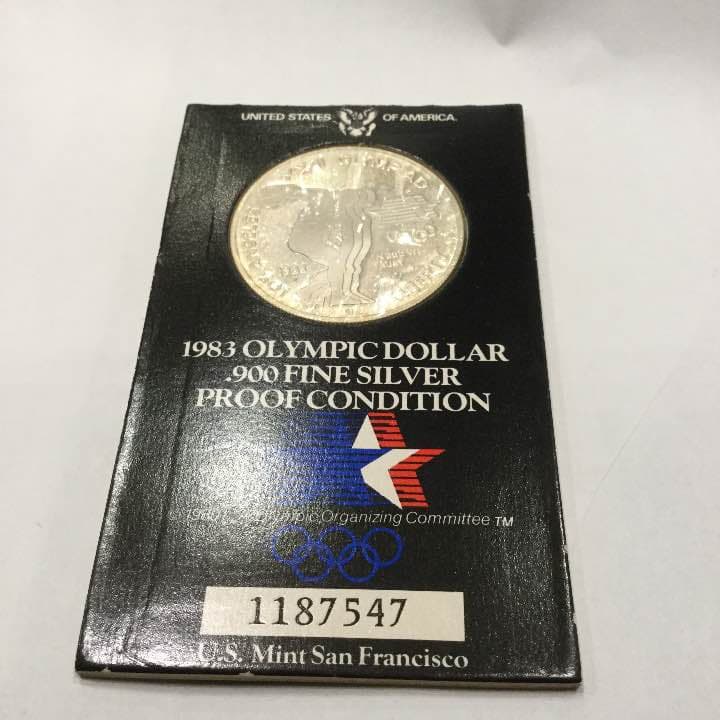 UNITED STATES OF AMERICA
OLYMPIAD
1983 OLYMPIC DOLLAR
.900 FINE SILVER
PROOF CONDITION
Olympic Organizing Committee TM
1187547
U.S. Mint San Francisco